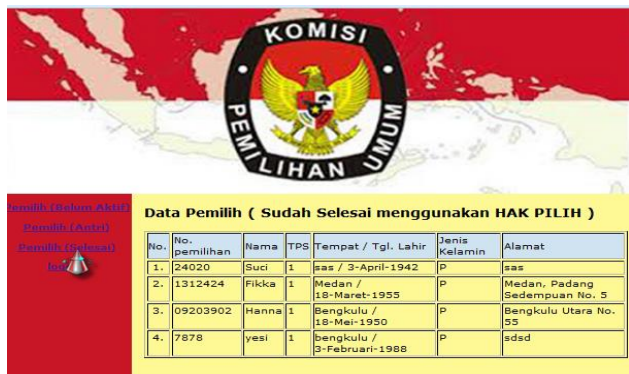 KOMISI
PEMILIHAN UMUM
Pemilih (Belum Aktif)
Pemilih (Antri)
Pemilih (Selesai)
Data Pemilih ( Sudah Selesai menggunakan HAK PILIH )
No. No. pemilihan Nama TPS Tempat / Tgl. Lahir Jenis Kelamin Alamat
1. 24020 Suci 1 sas / 3-April-1942 P sas
2. 1312424 Fikka 1 Medan / 18-Maret-1955 P Medan, Padang Sedempuan No. 5
3. 09203902 Hanna 1 Bengkulu / 18-Mei-1950 P Bengkulu Utara No. 55
4. 7878 yesi 1 bengkulu / 3-Februari-1988 P sdsd